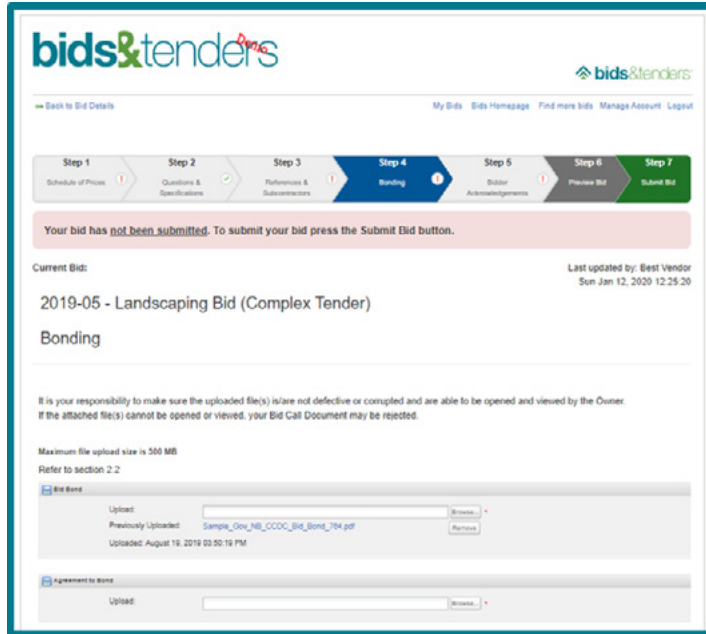 bids&tenders
Demo
bids&tenders
Back to Bid Details
My Bids Bids Homepage Find more bids Manage Account Logout
Step 1 Step 2 Step 3 Step 4 Step 5 Step 6 Step 7
Schedule of Prices Questions & Specifications References & Subcontractors Bonding Bidder Acknowledgements Preview Bid Submit Bid
Your bid has not been submitted. To submit your bid press the Submit Bid button.
Current Bid: Last updated by: Best Vendor
Sun Jan 12, 2020 12:25:20
2019-05 - Landscaping Bid (Complex Tender)
Bonding
It is your responsibility to make sure the uploaded file(s) is/are not defective or corrupted and are able to be opened and viewed by the Owner.
If the attached file(s) cannot be opened or viewed, your Bid Call Document may be rejected.
Maximum file upload size is 500 MB
Refer to section 2.2
Bid Bond
Upload: Browse... *
Previously Uploaded: Sample_Gov_NB_CCDC_Bid_Bond_764.pdf Remove
Uploaded: August 19, 2019 03:50:19 PM
Agreement to Bond
Upload: Browse... *